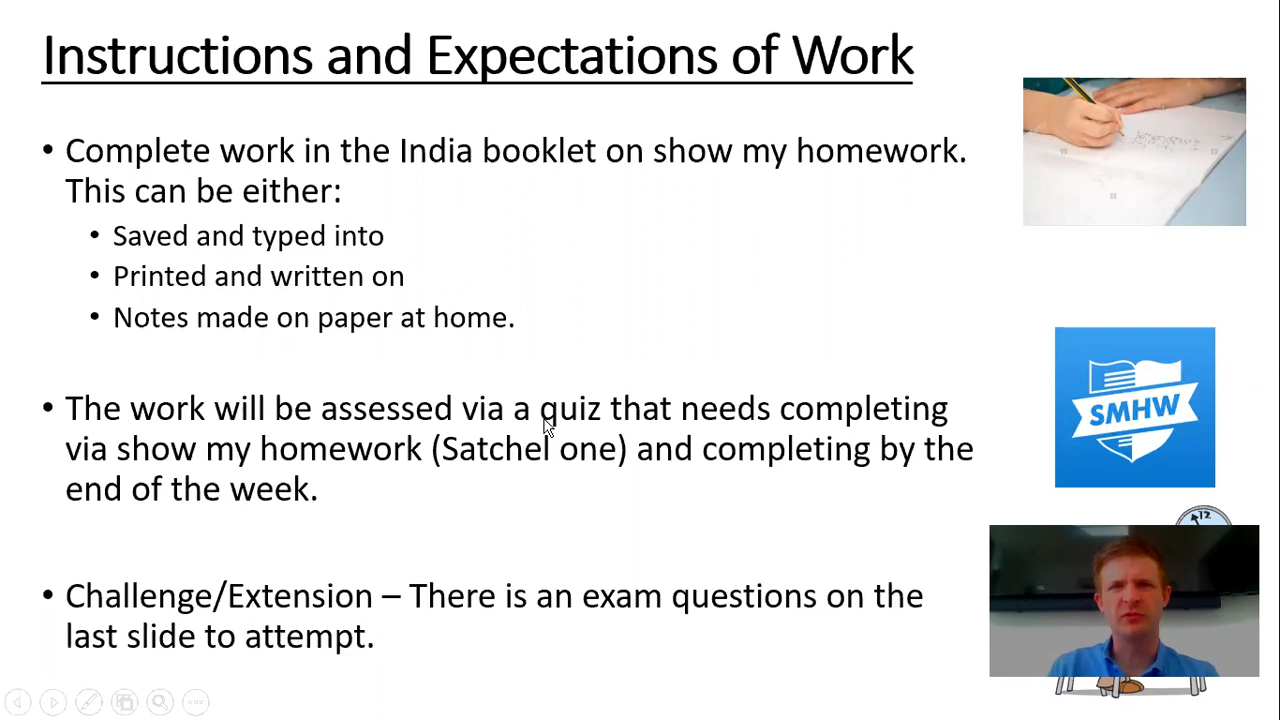 Instructions and Expectations of Work
• Complete work in the India booklet on show my homework.
This can be either:
• Saved and typed into
• Printed and written on
• Notes made on paper at home.
• The work will be assessed via a quiz that needs completing
via show my homework (Satchel one) and completing by the
end of the week.
• Challenge/Extension – There is an exam questions on the
last slide to attempt.
SMHW
12